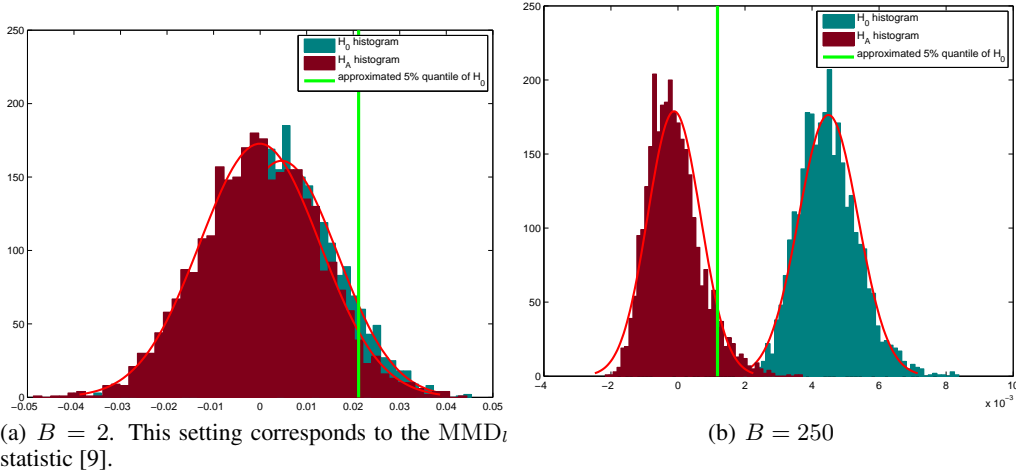 250
200
150
100
50
0
−0.05 −0.04 −0.03 −0.02 −0.01 0 0.01 0.02 0.03 0.04 0.05
H0 histogram
HA histogram
approximated 5% quantile of H0
(a) B = 2. This setting corresponds to the MMDl
statistic [9].
250
200
150
100
50
0
−4 −2 0 2 4 6 8 10
x 10−3
H0 histogram
HA histogram
approximated 5% quantile of H0
(b) B = 250